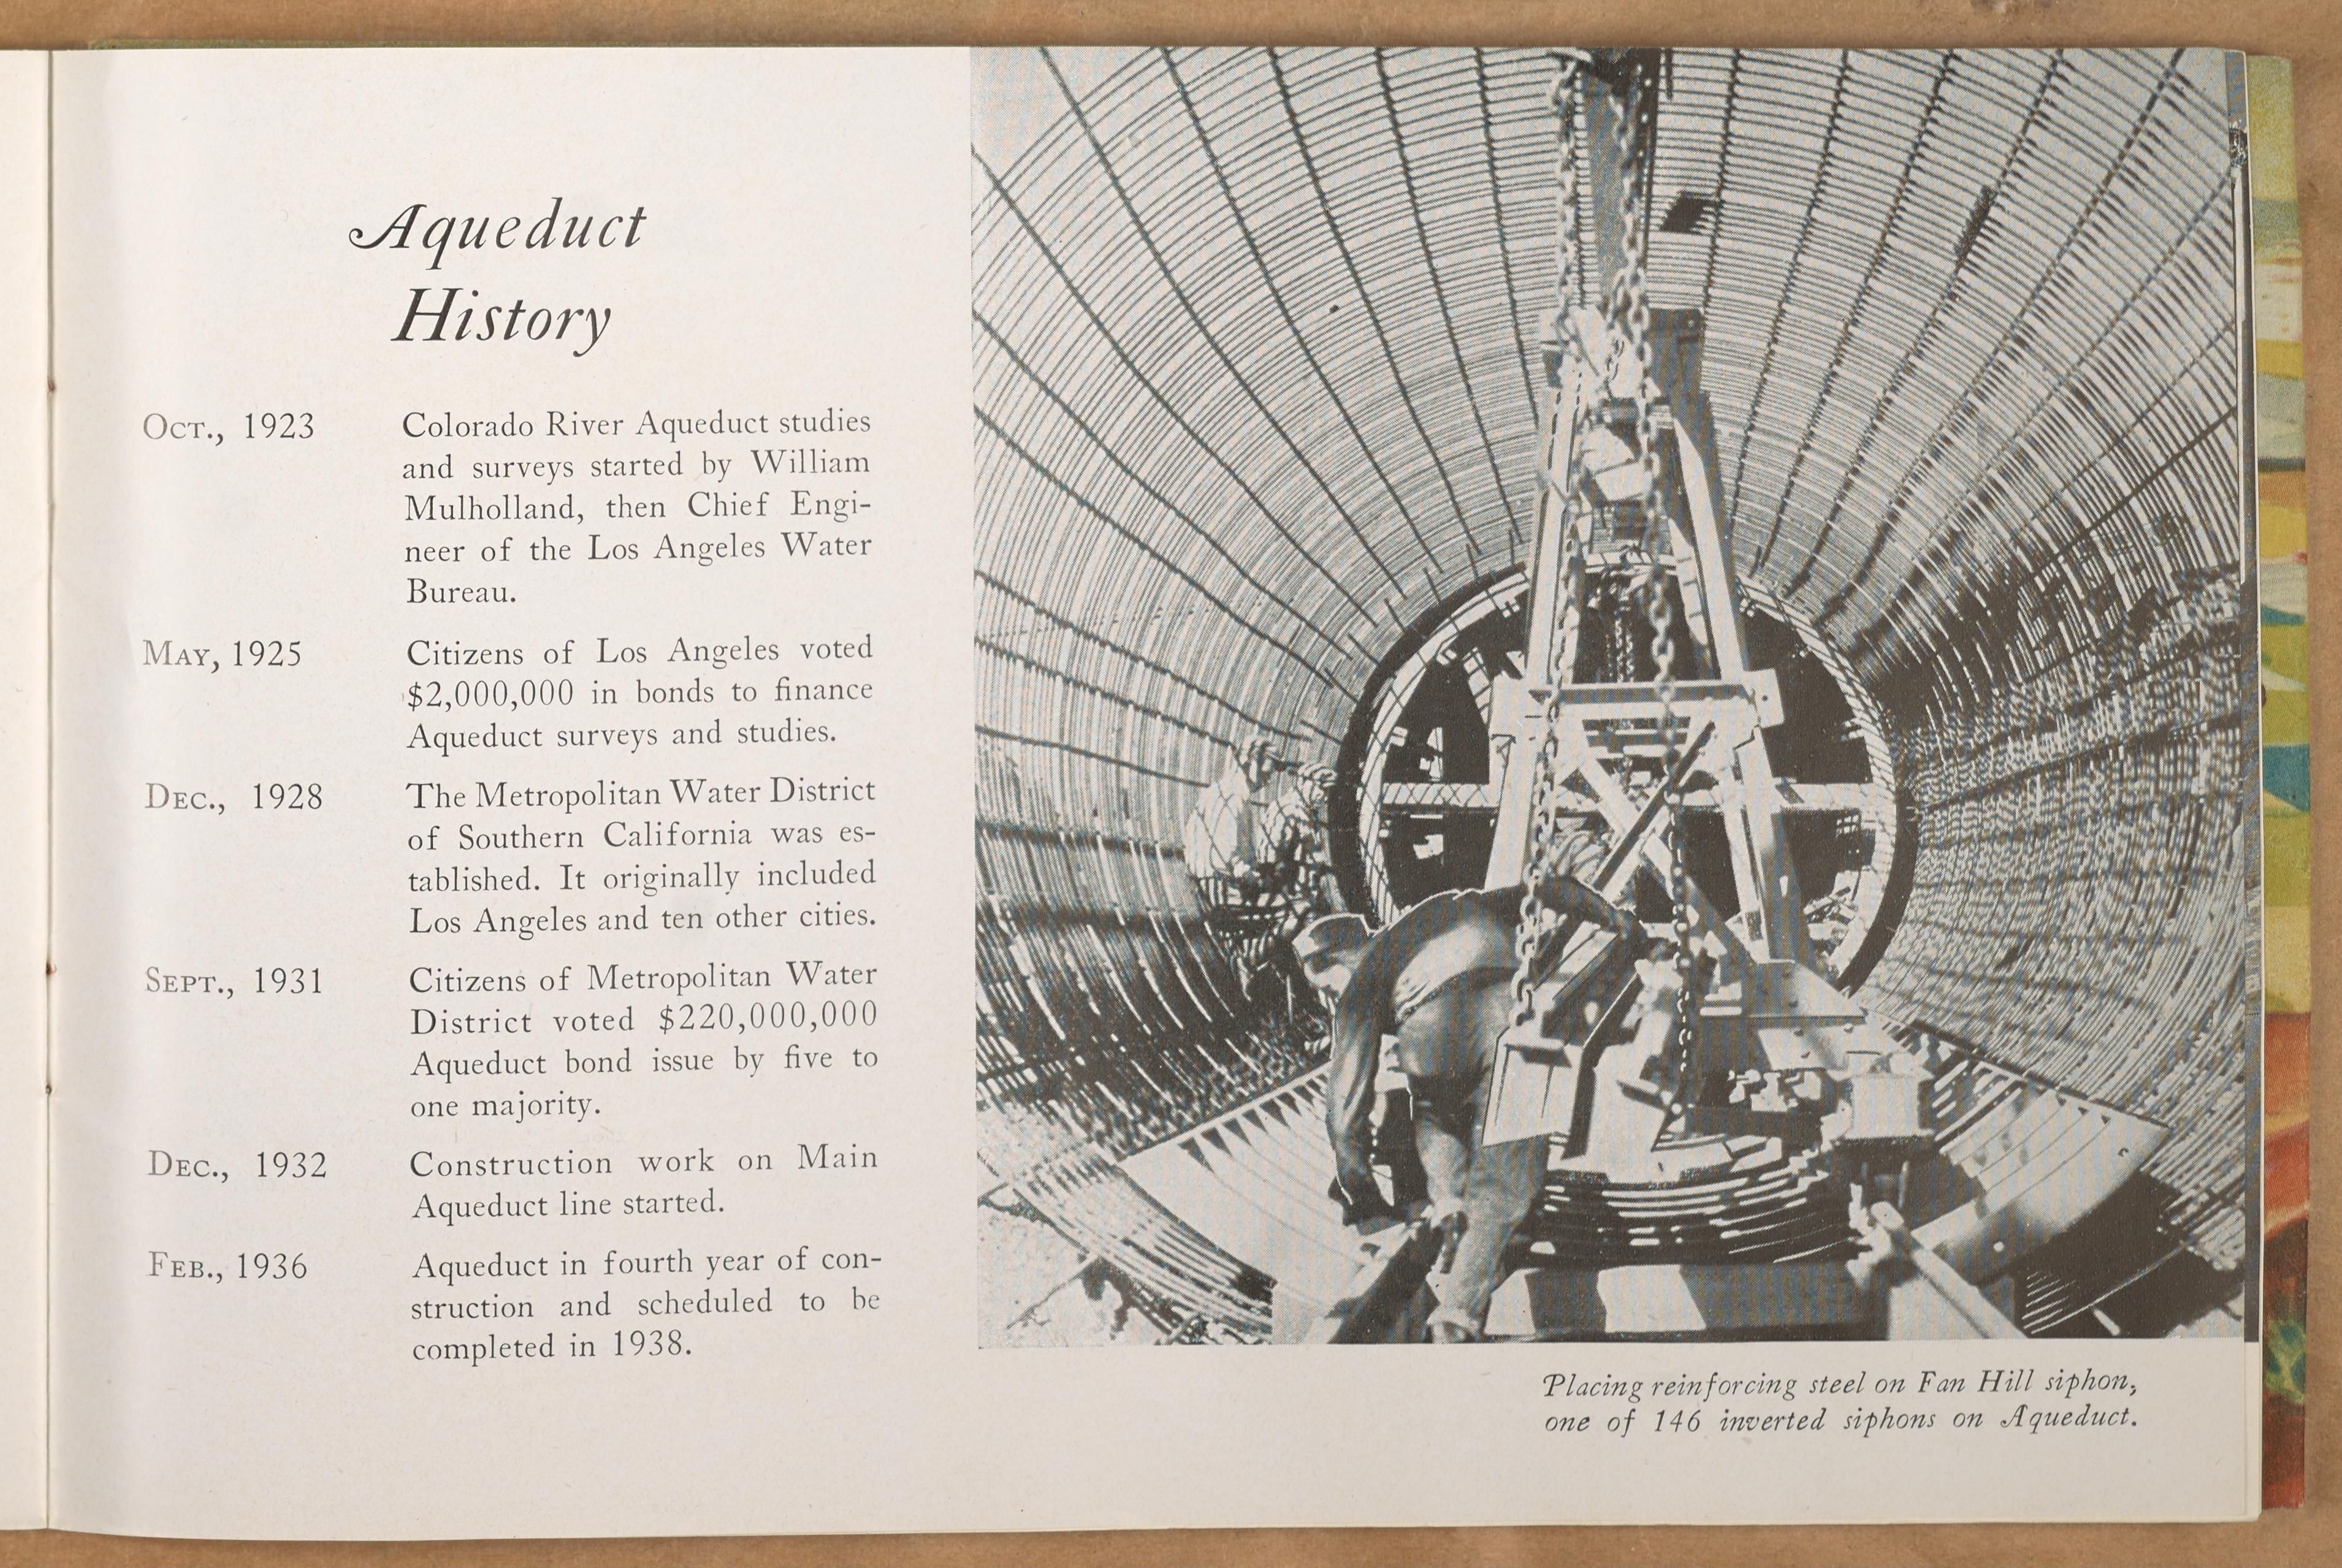 Aqueduct
History
Oct., 1923 Colorado River Aqueduct studies
and surveys started by William
Mulholland, then Chief Engi-
neer of the Los Angeles Water
Bureau.
May, 1925 Citizens of Los Angeles voted
$2,000,000 in bonds to finance
Aqueduct surveys and studies.
Dec., 1928 The Metropolitan Water District
of Southern California was es-
tablished. It originally included
Los Angeles and ten other cities.
Sept., 1931 Citizens of Metropolitan Water
District voted $220,000,000
Aqueduct bond issue by five to
one majority.
Dec., 1932 Construction work on Main
Aqueduct line started.
Feb., 1936 Aqueduct in fourth year of con-
struction and scheduled to be
completed in 1938.
Placing reinforcing steel on Fan Hill siphon,
one of 146 inverted siphons on Aqueduct.